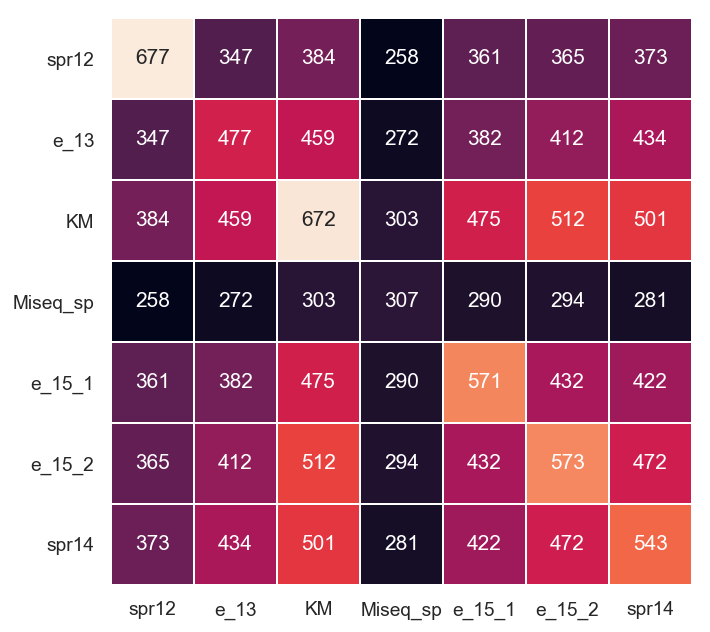 spr12 677 347 384 258 361 365 373
e_13 347 477 459 272 382 412 434
KM 384 459 672 303 475 512 501
Miseq_sp 258 272 303 307 290 294 281
e_15_1 361 382 475 290 571 432 422
e_15_2 365 412 512 294 432 573 472
spr14 373 434 501 281 422 472 543
spr12 e_13 KM Miseq_sp e_15_1 e_15_2 spr14